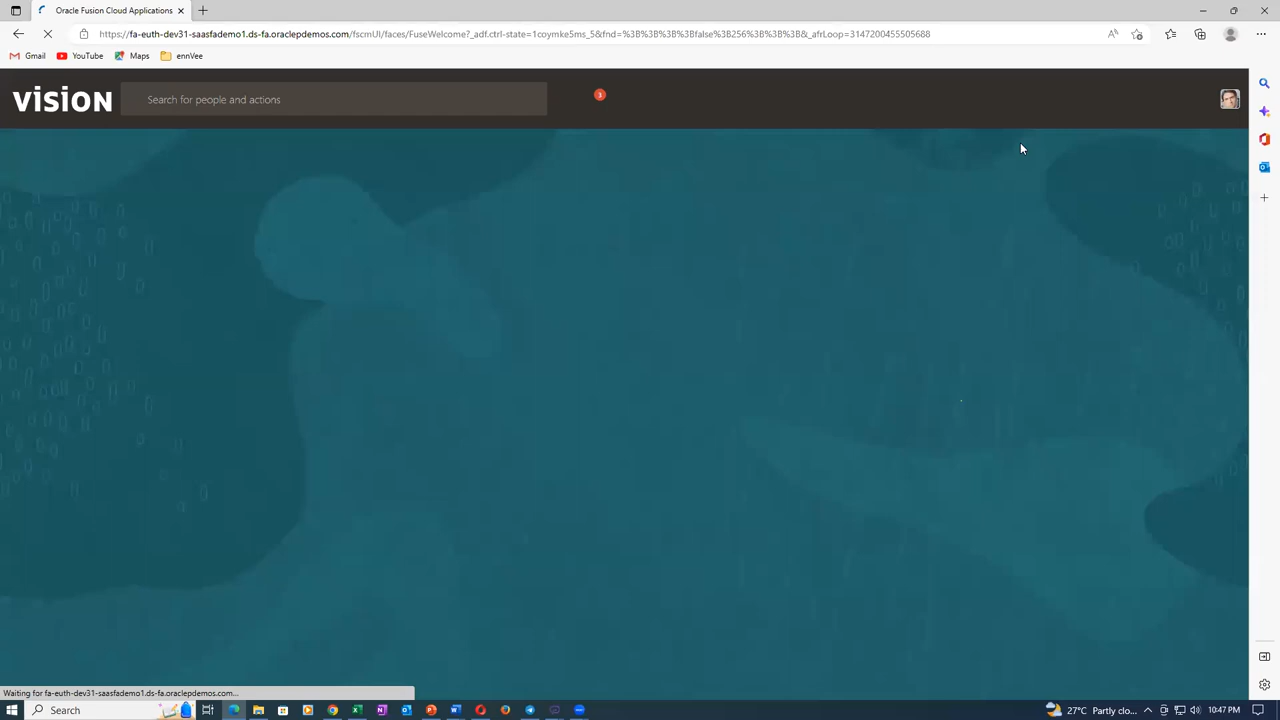 Oracle Fusion Cloud Applications
https://fa-euth-dev31-saasfademo1.ds-fa.oraclepdemos.com/fscmUI/faces/FuseWelcome?_adf.ctrl-state=1coymke5ms_5&fnd=%3B%3B%3B%3Bfalse%3B256%3B%3B%3B&_afrLoop=3147200455505688
Gmail YouTube Maps ennVee
vision Search for people and actions 3
Waiting for fa-euth-dev31-saasfademo1.ds-fa.oraclepdemos.com...
Search 27°C Partly clo... 10:47 PM